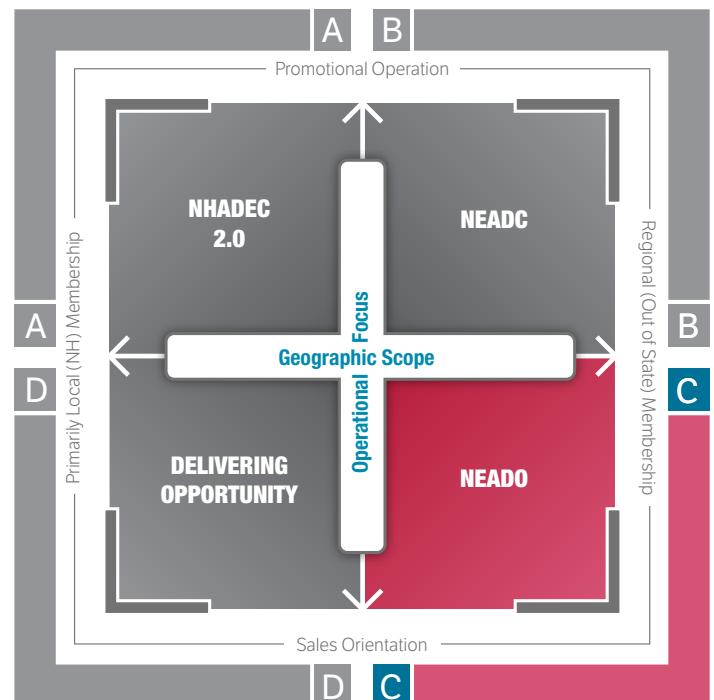 A B
Promotional Operation
NHADEC
2.0
NEADC
Primarily Local (NH) Membership
Regional (Out of State) Membership
A
B
Operational Focus
Geographic Scope
D
C
DELIVERING
OPPORTUNITY
NEADO
Sales Orientation
D C